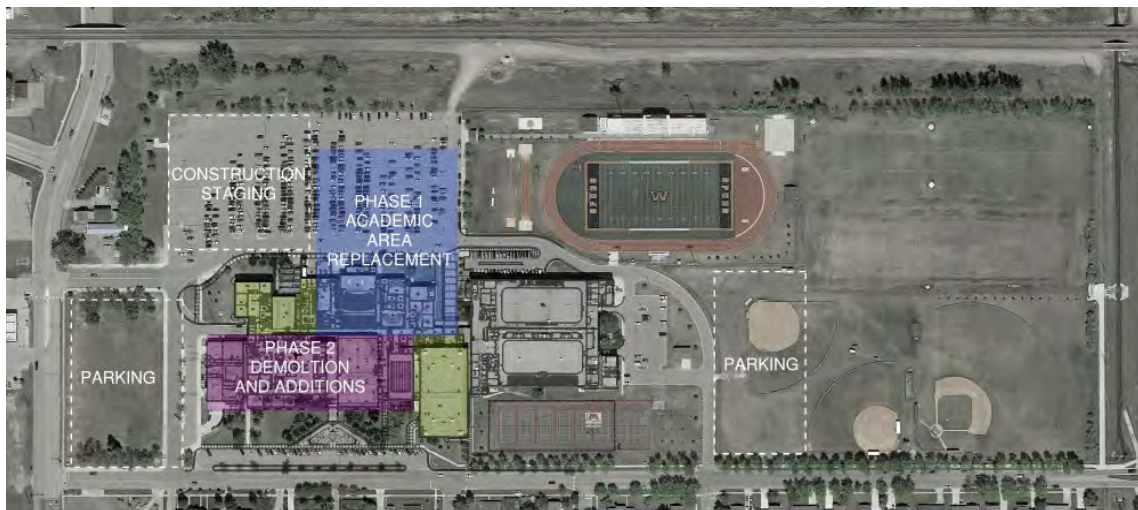 CONSTRUCTION
STAGING
PHASE 1
ACADEMIC
AREA
REPLACEMENT
M
PHASE 2
DEMOLTION
AND ADDITIONS
PARKING
PARKING